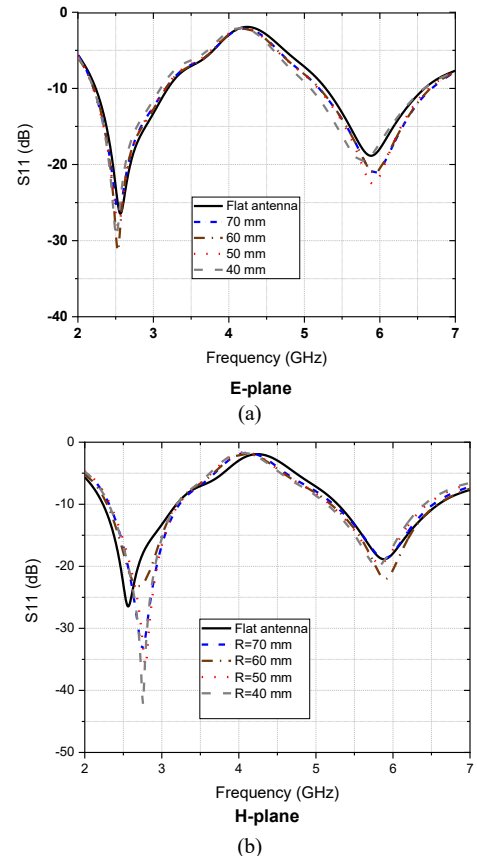 0
-10
-20
-30
-40
S11 (dB)
Flat antenna
70 mm
60 mm
50 mm
40 mm
2 3 4 5 6 7
Frequency (GHz)
E-plane
(a)
0
-10
-20
-30
-40
-50
S11 (dB)
Flat antenna
R=70 mm
R=60 mm
R=50 mm
R=40 mm
2 3 4 5 6 7
Frequency (GHz)
H-plane
(b)